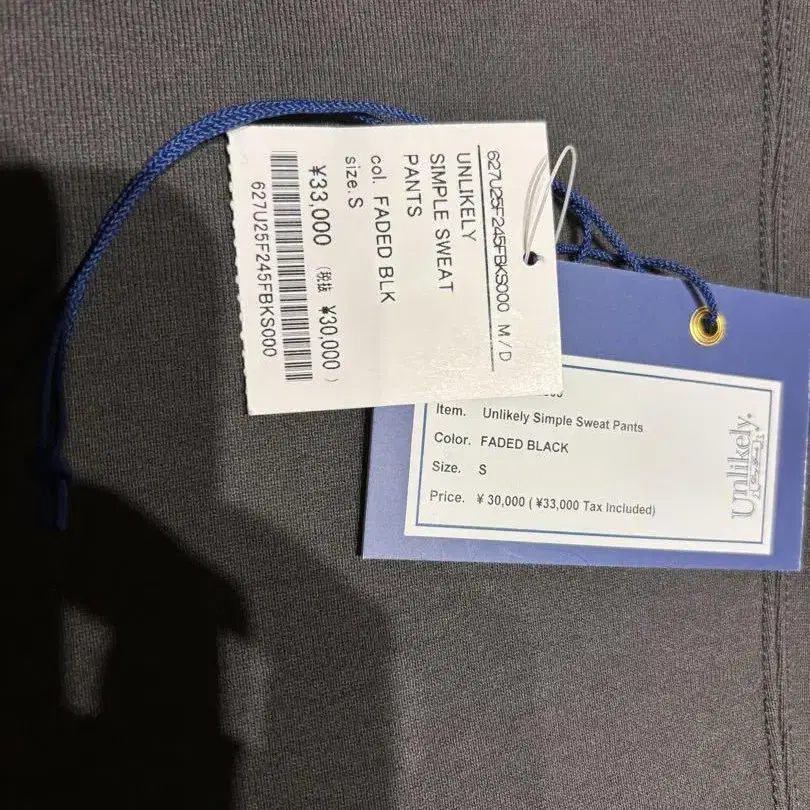 627U25F245FBKS000 M/D
UNLIKELY
SIMPLE SWEAT
PANTS
col. FADED BLK
size. S
¥33,000 (税抜 ¥30,000)
627U25F245FBKS000
Item. Unlikely Simple Sweat Pants
Color. FADED BLACK
Size. S
Price. ¥ 30,000 ( ¥33,000 Tax Included)
Unlikely.